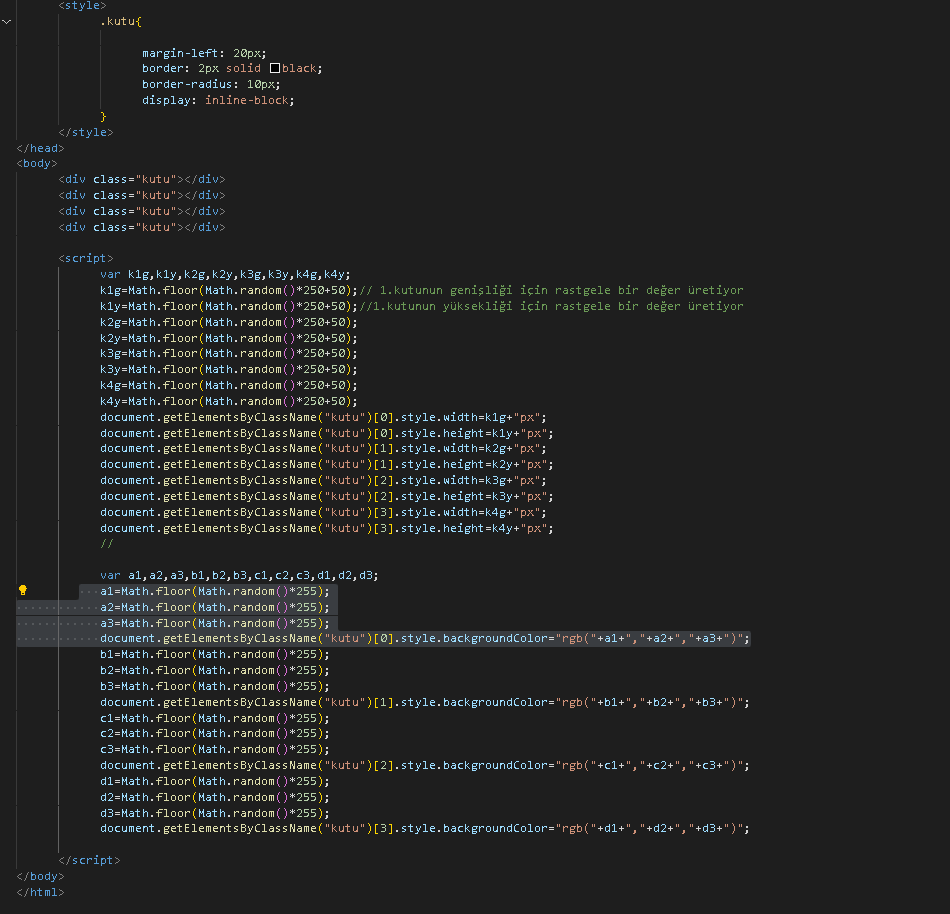 <style>
.kutu{
margin-left: 20px;
border: 2px solid black;
border-radius: 10px;
display: inline-block;
}
</style>
</head>
<body>
<div class="kutu"></div>
<div class="kutu"></div>
<div class="kutu"></div>
<div class="kutu"></div>
<script>
var k1g,k1y,k2g,k2y,k3g,k3y,k4g,k4y;
k1g=Math.floor(Math.random()*250+50);// 1.kutunun genişliği için rastgele bir değer üretiyor
k1y=Math.floor(Math.random()*250+50);//1.kutunun yüksekliği için rastgele bir değer üretiyor
k2g=Math.floor(Math.random()*250+50);
k2y=Math.floor(Math.random()*250+50);
k3g=Math.floor(Math.random()*250+50);
k3y=Math.floor(Math.random()*250+50);
k4g=Math.floor(Math.random()*250+50);
k4y=Math.floor(Math.random()*250+50);
document.getElementsByClassName("kutu")[0].style.width=k1g+"px";
document.getElementsByClassName("kutu")[0].style.height=k1y+"px";
document.getElementsByClassName("kutu")[1].style.width=k2g+"px";
document.getElementsByClassName("kutu")[1].style.height=k2y+"px";
document.getElementsByClassName("kutu")[2].style.width=k3g+"px";
document.getElementsByClassName("kutu")[2].style.height=k3y+"px";
document.getElementsByClassName("kutu")[3].style.width=k4g+"px";
document.getElementsByClassName("kutu")[3].style.height=k4y+"px";
//
var a1,a2,a3,b1,b2,b3,c1,c2,c3,d1,d2,d3;
a1=Math.floor(Math.random()*255);
a2=Math.floor(Math.random()*255);
a3=Math.floor(Math.random()*255);
document.getElementsByClassName("kutu")[0].style.backgroundColor="rgb("+a1+","+a2+","+a3+")";
b1=Math.floor(Math.random()*255);
b2=Math.floor(Math.random()*255);
b3=Math.floor(Math.random()*255);
document.getElementsByClassName("kutu")[1].style.backgroundColor="rgb("+b1+","+b2+","+b3+")";
c1=Math.floor(Math.random()*255);
c2=Math.floor(Math.random()*255);
c3=Math.floor(Math.random()*255);
document.getElementsByClassName("kutu")[2].style.backgroundColor="rgb("+c1+","+c2+","+c3+")";
d1=Math.floor(Math.random()*255);
d2=Math.floor(Math.random()*255);
d3=Math.floor(Math.random()*255);
document.getElementsByClassName("kutu")[3].style.backgroundColor="rgb("+d1+","+d2+","+d3+")";
</script>
</body>
</html>